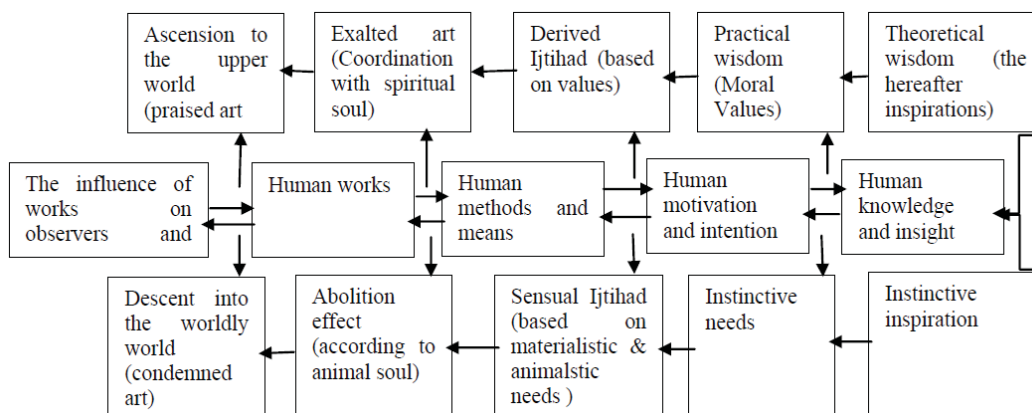 Ascension to
the upper
world
(praised art
Exalted art
(Coordination
with spiritual
soul)
Derived
Ijtihad (based
on values)
Practical
wisdom
(Moral
Values)
Theoretical
wisdom (the
hereafter
inspirations)
The influence of
works on
observers and
Human works
Human
methods and
means
Human
motivation
and intention
Human
knowledge
and insight
Descent into
the worldly
world
(condemned
art)
Abolition
effect
(according to
animal soul)
Sensual Ijtihad
(based on
materialistic &
animalstic
needs )
Instinctive
needs
Instinctive
inspiration